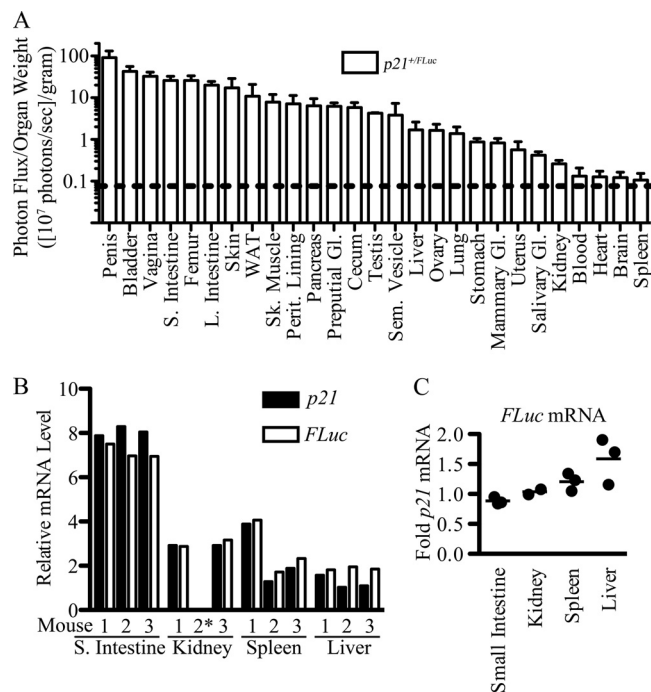 A
Photon Flux/Organ Weight
([10⁷ photons/sec]/gram)
100
10
1
0.1
p21+/FLuc
Penis
Bladder
Vagina
S. Intestine
Femur
L. Intestine
Skin
WAT
Sk. Muscle
Perit. Lining
Pancreas
Preputial Gl.
Cecum
Testis
Sem. Vesicle
Liver
Ovary
Lung
Stomach
Mammary Gl.
Uterus
Salivary Gl.
Kidney
Blood
Heart
Brain
Spleen
B
Relative mRNA Level
10
8
6
4
2
0
p21
FLuc
Mouse 1 2 3 1 2* 3 1 2 3 1 2 3
S. Intestine Kidney Spleen Liver
C
FLuc mRNA
Fold p21 mRNA
2.0
1.5
1.0
0.5
0.0
Small Intestine
Kidney
Spleen
Liver